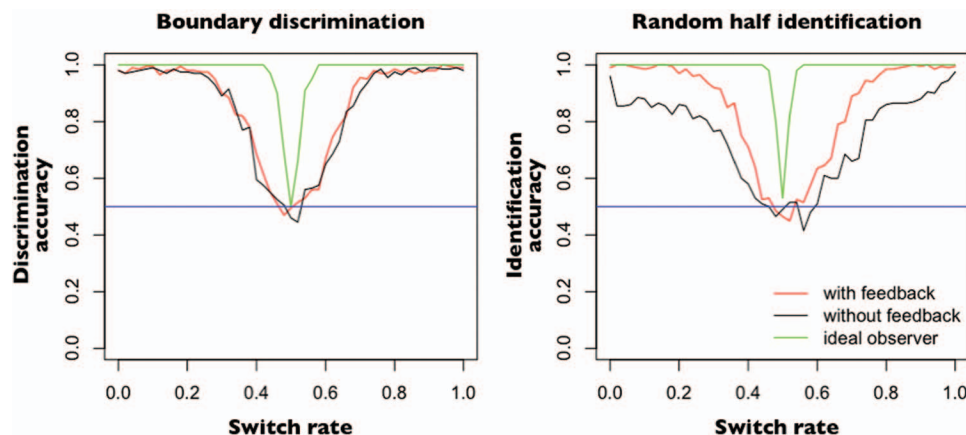 Boundary discrimination
Discrimination
accuracy
0.0 0.2 0.4 0.6 0.8 1.0
0.0 0.2 0.4 0.6 0.8 1.0
Switch rate
Random half identification
Identification
accuracy
0.0 0.2 0.4 0.6 0.8 1.0
with feedback
without feedback
ideal observer
0.0 0.2 0.4 0.6 0.8 1.0
Switch rate